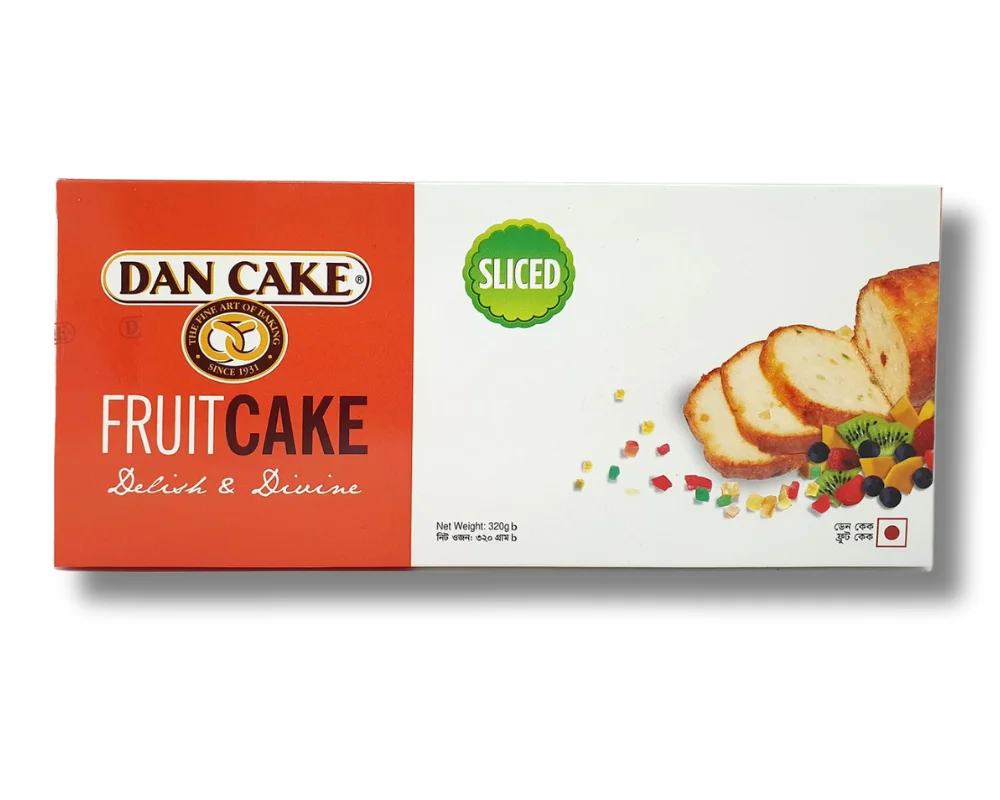 DAN CAKE®
THE FINE ART OF BAKING
SINCE 1931
FRUITCAKE
Delish & Divine
SLICED
Net Weight: 320g b
নিট ওজন: ৩২০ গ্রাম b
ডেন কেক
ফ্রুট কেক